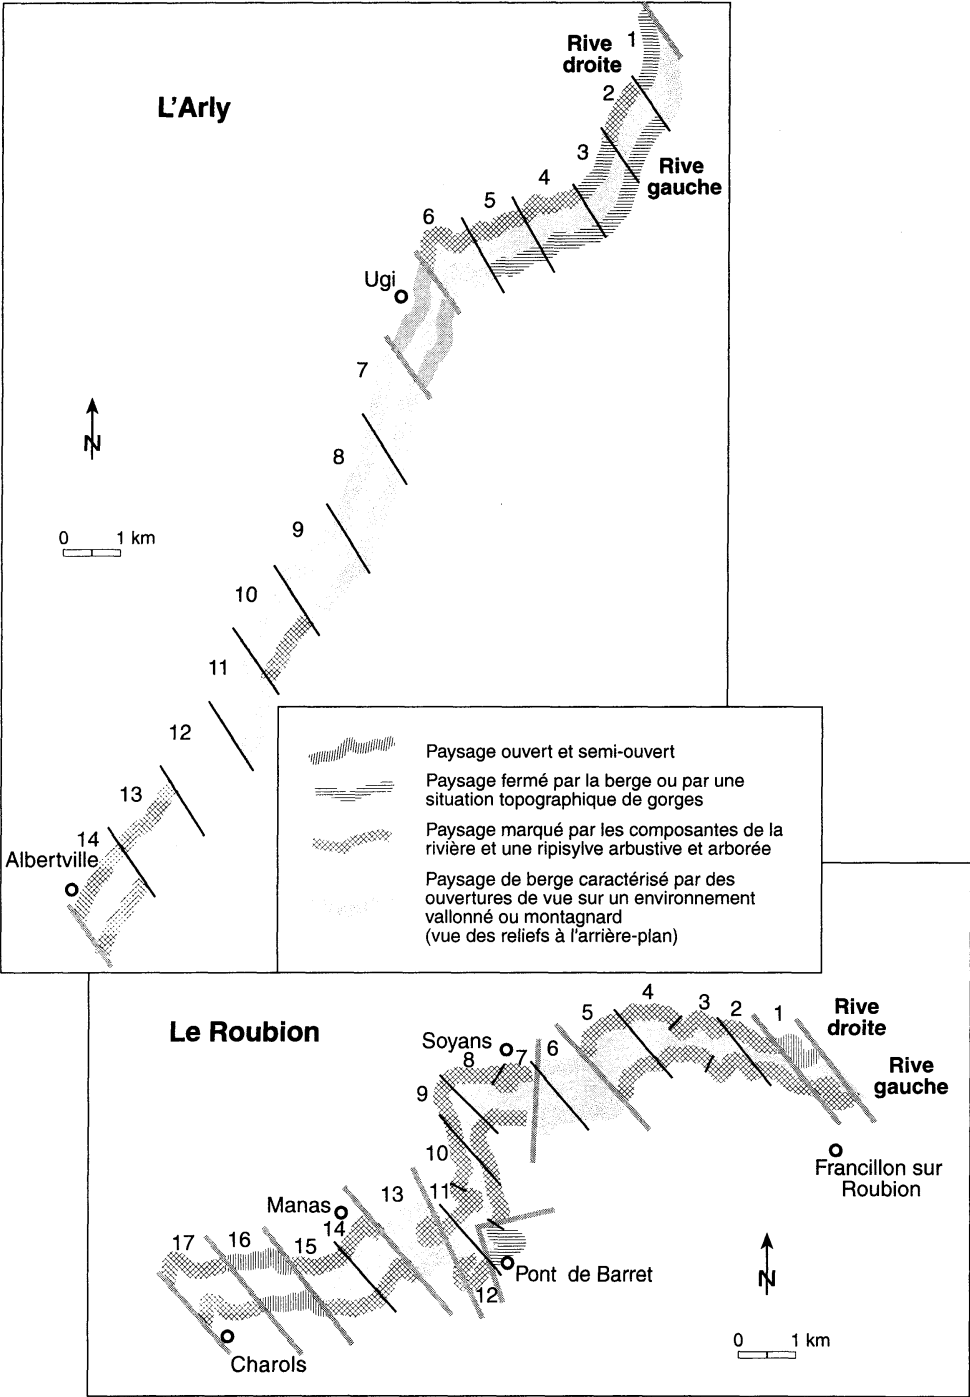 L'Arly
Rive
droite
1
2
3
Rive
gauche
4
5
6
Ugi
7
N
8
9
0 1 km
10
11
12
13
14
Albertville
Paysage ouvert et semi-ouvert
Paysage fermé par la berge ou par une
situation topographique de gorges
Paysage marqué par les composantes de la
rivière et une ripisylve arbustive et arborée
Paysage de berge caractérisé par des
ouvertures de vue sur un environnement
vallonné ou montagnard
(vue des reliefs à l'arrière-plan)
Le Roubion
Rive
droite
1
2
3
4
5
6
7
Soyans
8
9
Rive
gauche
Francillon sur
Roubion
10
11
Manas
13
14
15
16
17
12
Pont de Barret
N
Charols
0 1 km